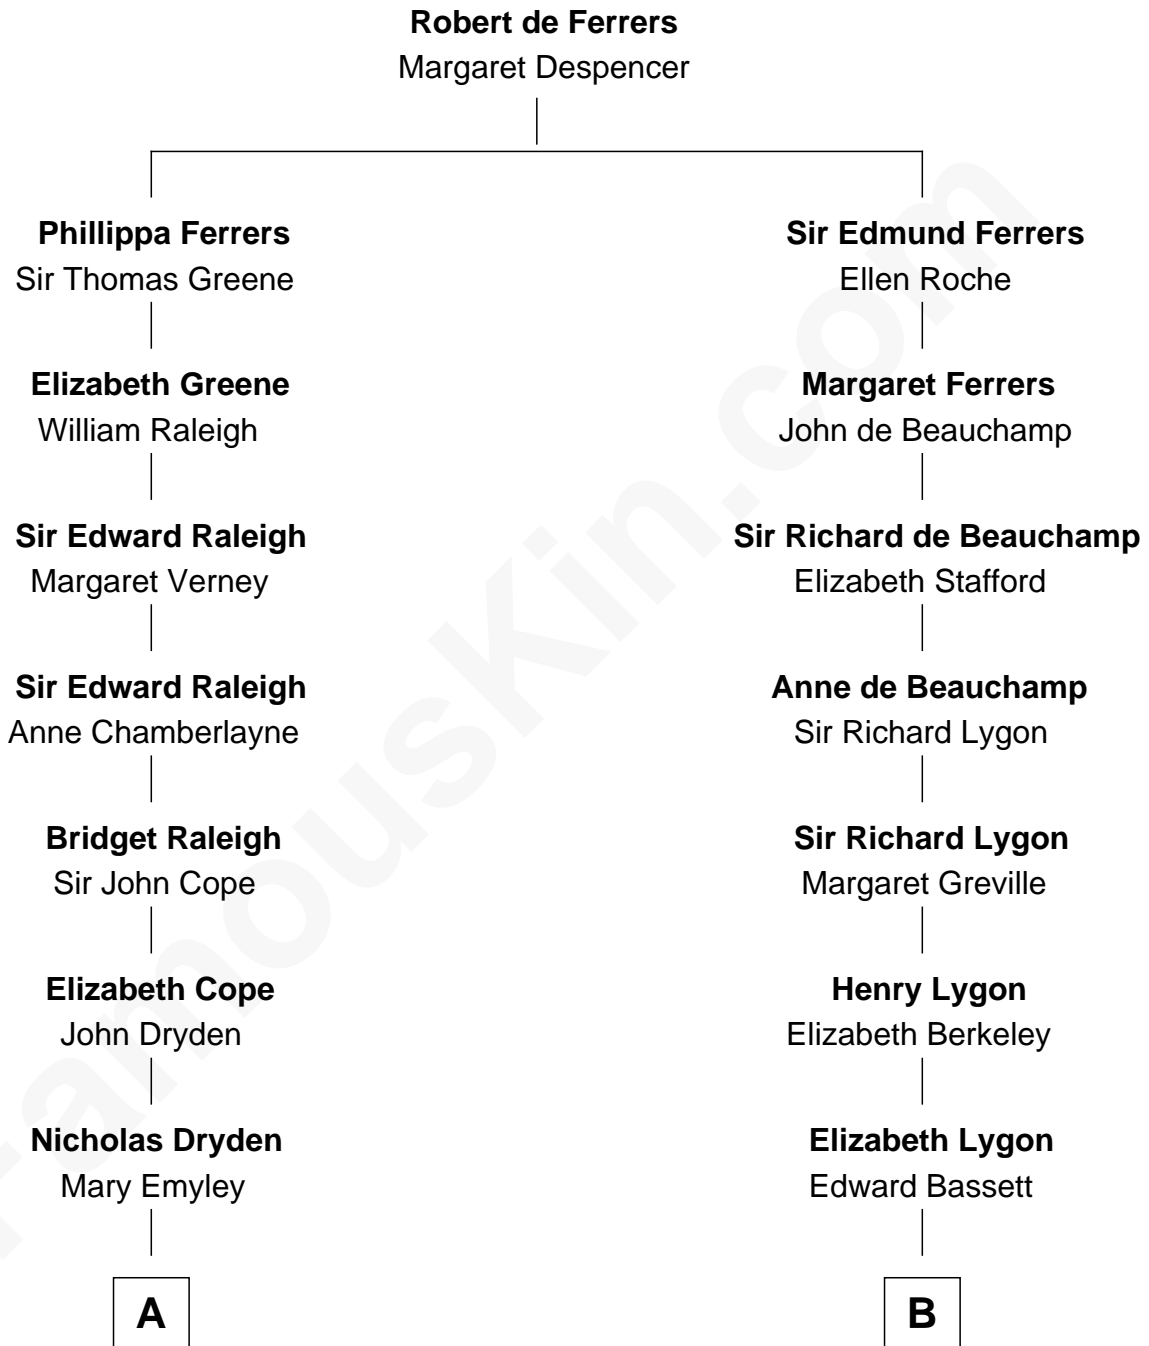 Robert de Ferrers
Margaret Despencer
Phillippa Ferrers
Sir Thomas Greene
Sir Edmund Ferrers
Ellen Roche
Elizabeth Greene
William Raleigh
Margaret Ferrers
John de Beauchamp
Sir Edward Raleigh
Margaret Verney
Sir Richard de Beauchamp
Elizabeth Stafford
Sir Edward Raleigh
Anne Chamberlayne
Anne de Beauchamp
Sir Richard Lygon
Bridget Raleigh
Sir John Cope
Sir Richard Lygon
Margaret Greville
Elizabeth Cope
John Dryden
Henry Lygon
Elizabeth Berkeley
Nicholas Dryden
Mary Emyley
Elizabeth Lygon
Edward Bassett
A
B
FamousKin.com